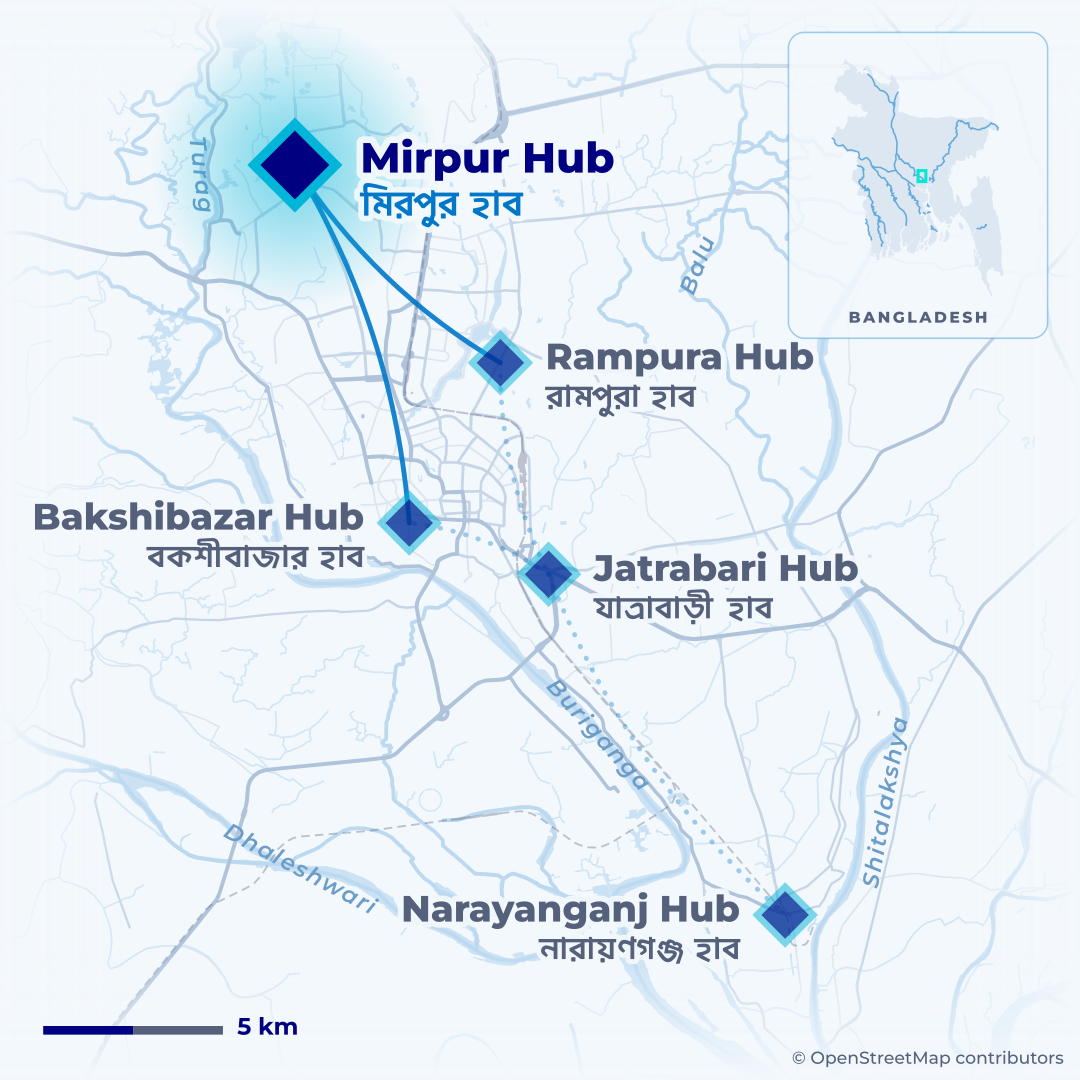 Turag
Mirpur Hub
মিরপুর হাব
Balu
BANGLADESH
Rampura Hub
রামপুরা হাব
Bakshibazar Hub
বকশীবাজার হাব
Jatrabari Hub
যাত্রাবাড়ী হাব
Buriganga
Shitalakshya
Dhaleshwari
Narayanganj Hub
নারায়ণগঞ্জ হাব
5 km
© OpenStreetMap contributors